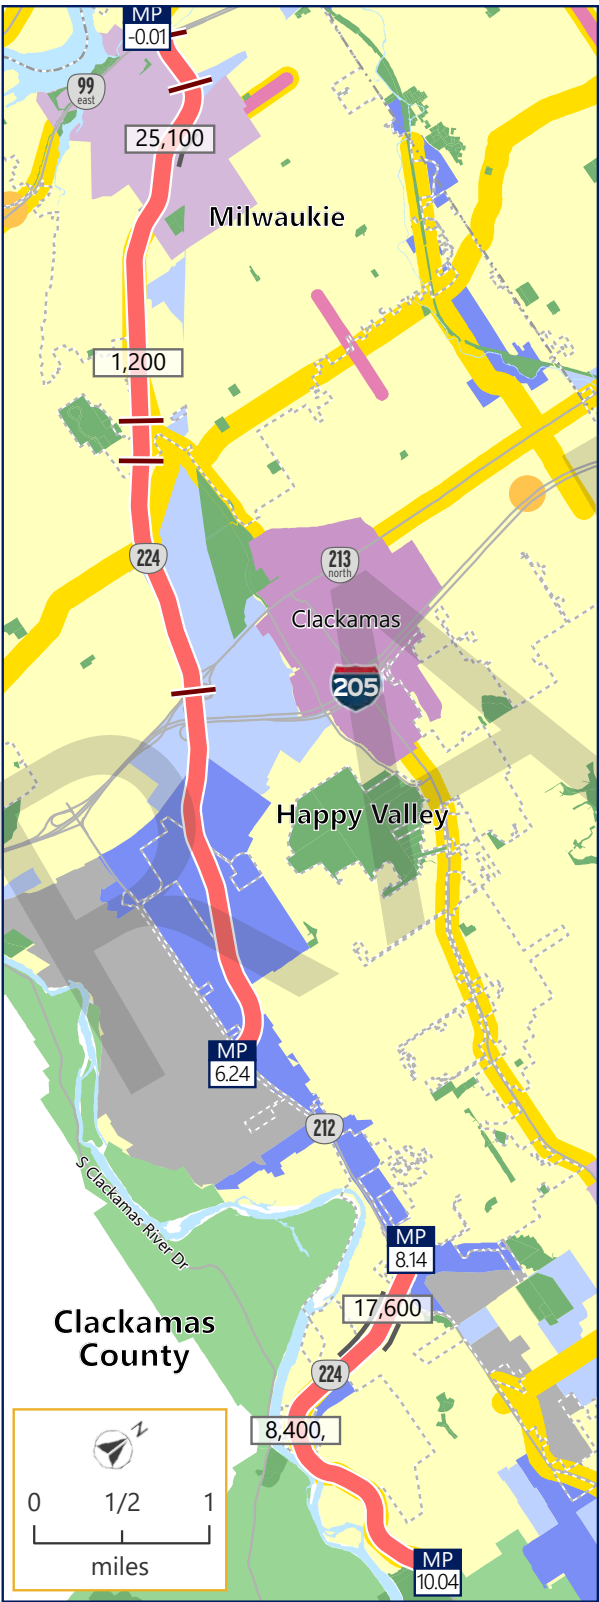 MP
-0.01
99
east
25,100
Milwaukie
1,200
224
213
north
Clackamas
205
Happy Valley
MP
6.24
212
S Clackamas River Dr
MP
8.14
17,600
Clackamas
County
224
8,400,
N
0 1/2 1
miles
MP
10.04